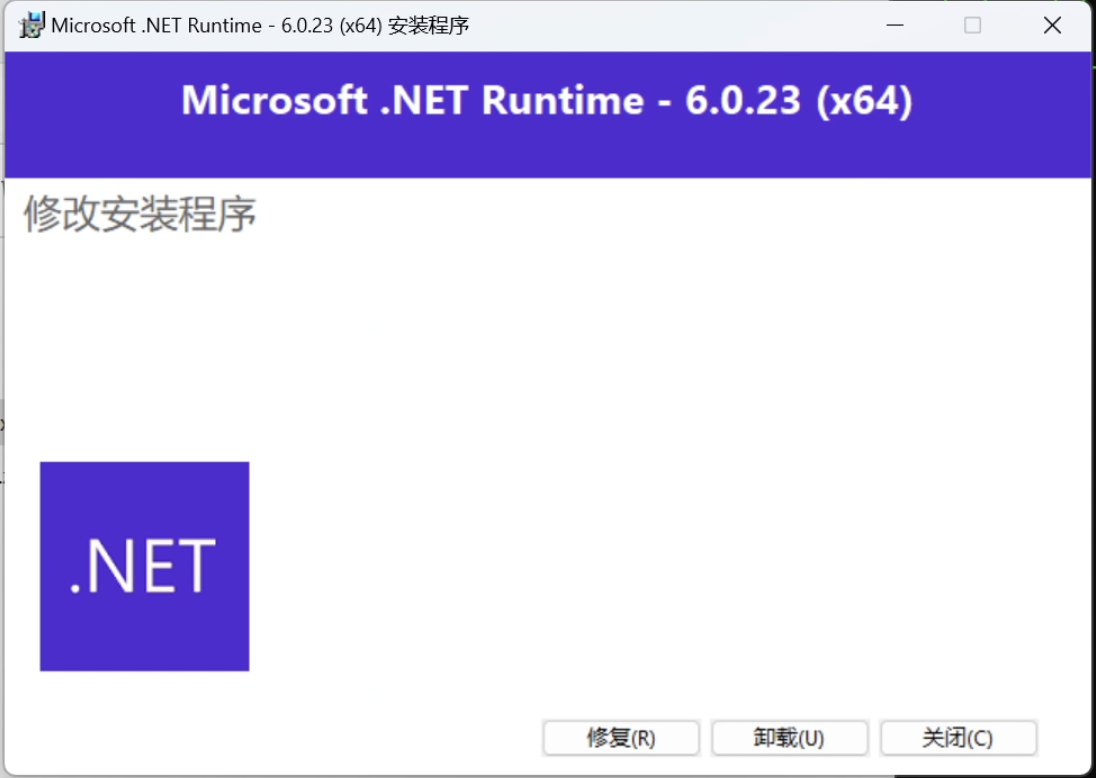 Microsoft .NET Runtime - 6.0.23 (x64) 安装程序
Microsoft .NET Runtime - 6.0.23 (x64)
修改安装程序
.NET
修复(R) 卸载(U) 关闭(C)